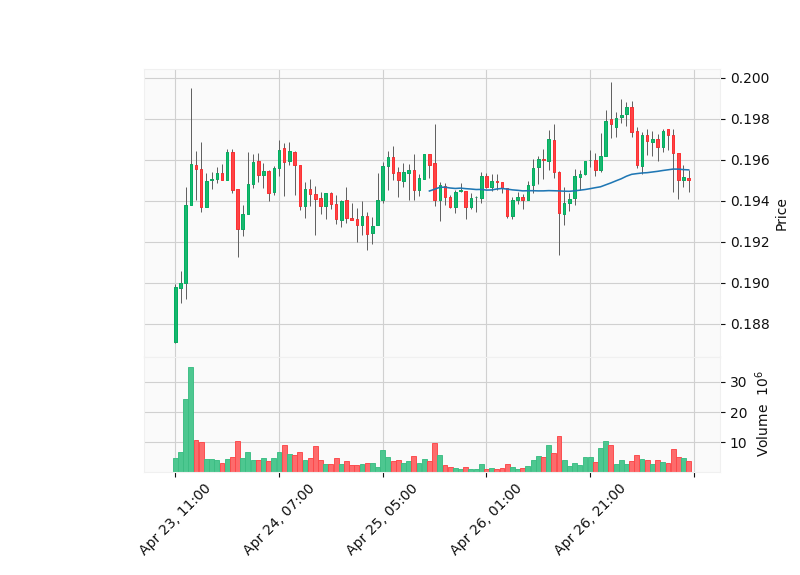 0.200
0.198
0.196
0.194
0.192
0.190
0.188
Price
30
20
10
Volume 10^6
Apr 23, 11:00
Apr 24, 07:00
Apr 25, 05:00
Apr 26, 01:00
Apr 26, 21:00